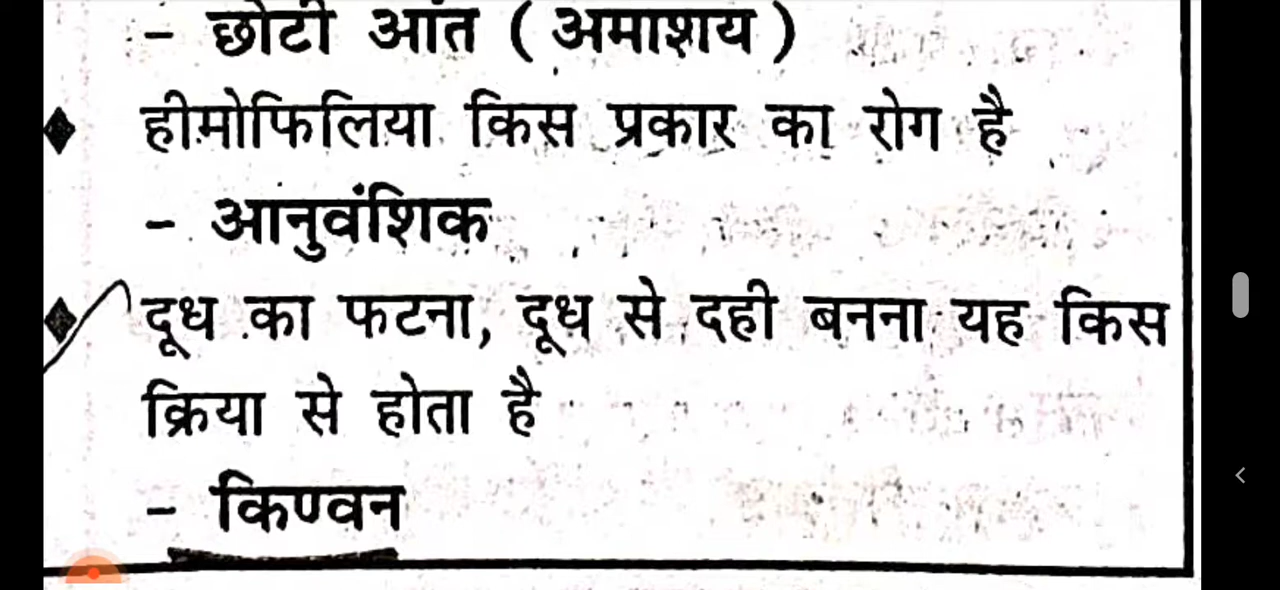 - छोटी आंत ( अमाशय )
हीमोफिलिया किस प्रकार का रोग है
- आनुवंशिक
दूध का फटना, दूध से दही बनना यह किस
क्रिया से होता है
- किण्वन